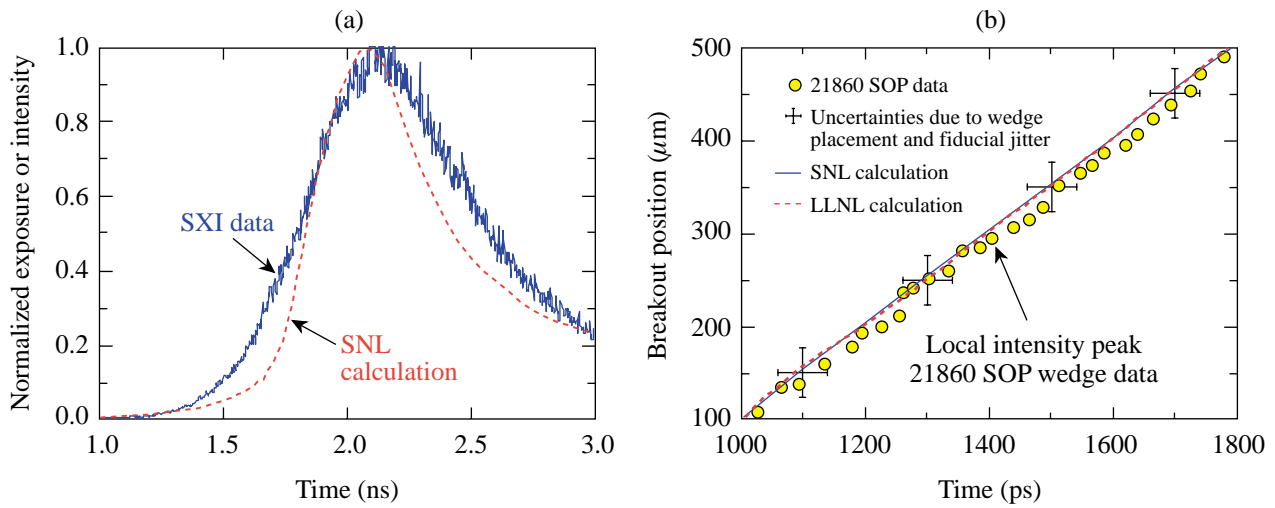 (a)
Normalized exposure or intensity
1.0
0.8
0.6
0.4
0.2
0.0
SXI data
SNL
calculation
1.0
1.5
2.0
2.5
3.0
Time (ns)
(b)
Breakout position (μm)
500
400
300
200
100
21860 SOP data
Uncertainties due to wedge
placement and fiducial jitter
SNL calculation
LLNL calculation
Local intensity peak
21860 SOP wedge data
1000
1200
1400
1600
1800
Time (ps)